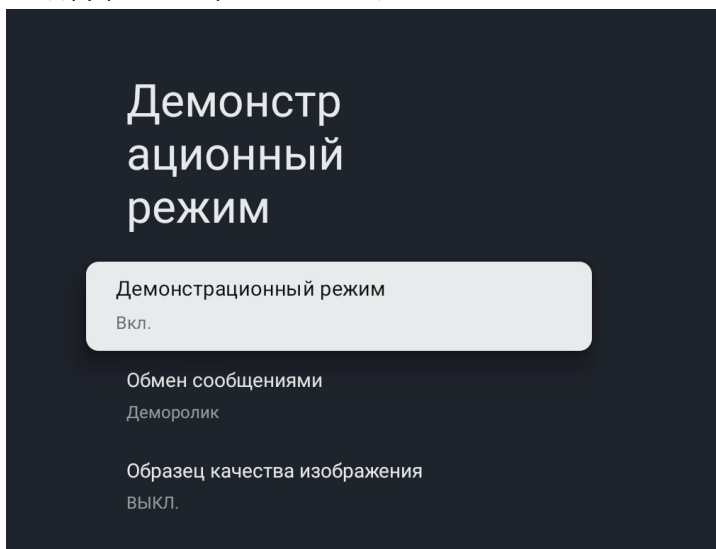 Демонстр
ационный
режим
Демонстрационный режим
Вкл.
Обмен сообщениями
Деморолик
Образец качества изображения
ВЫКЛ.